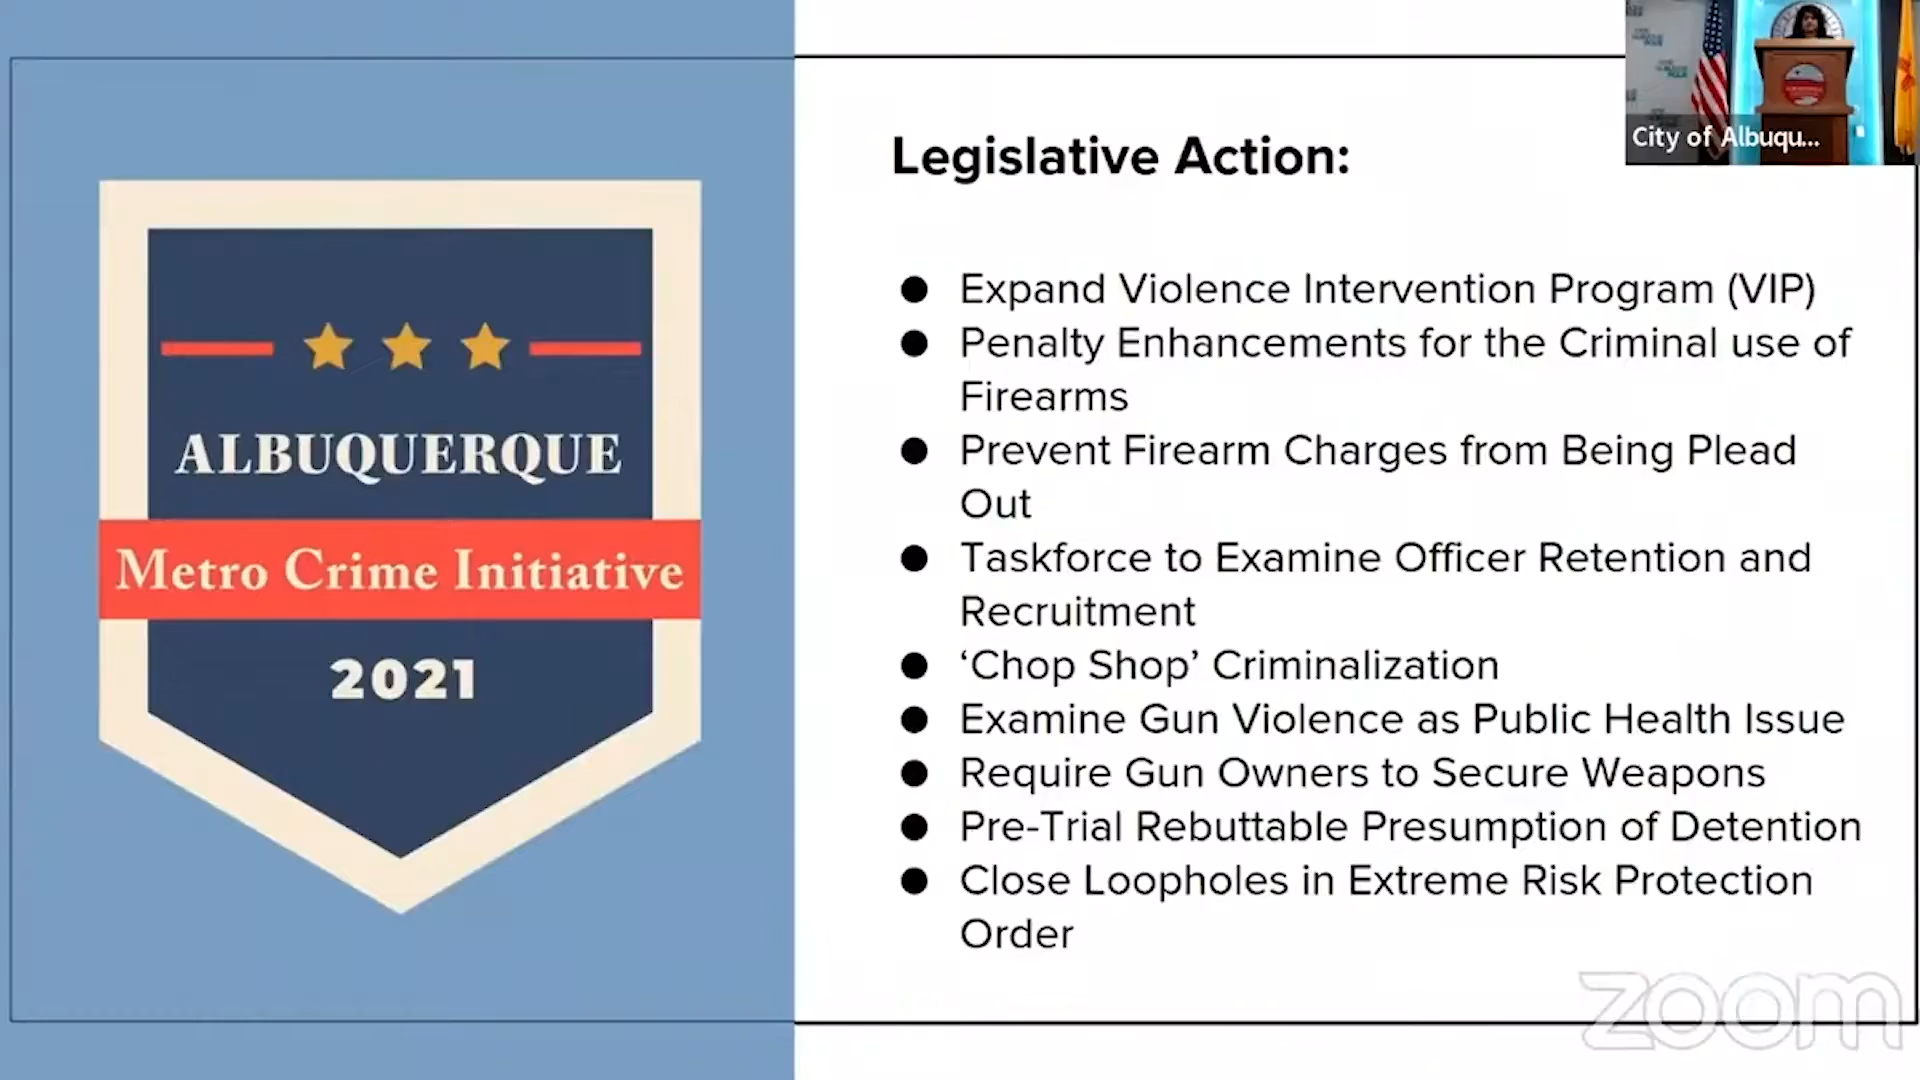 City of Albuqu...
Legislative Action:
ALBUQUERQUE
Metro Crime Initiative
2021
● Expand Violence Intervention Program (VIP)
● Penalty Enhancements for the Criminal use of
Firearms
● Prevent Firearm Charges from Being Plead
Out
● Taskforce to Examine Officer Retention and
Recruitment
● ‘Chop Shop’ Criminalization
● Examine Gun Violence as Public Health Issue
● Require Gun Owners to Secure Weapons
● Pre-Trial Rebuttable Presumption of Detention
● Close Loopholes in Extreme Risk Protection
Order
zoom